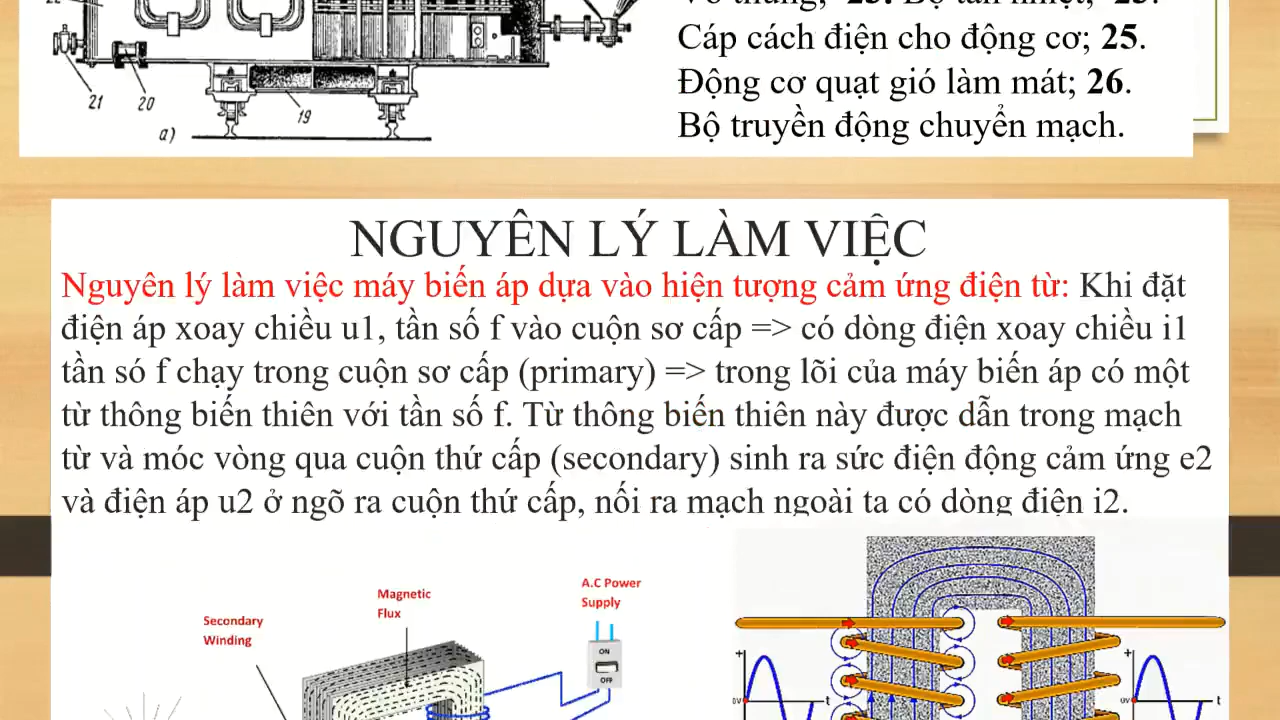 21
20
19
a)
Cáp cách điện cho động cơ; 25.
Động cơ quạt gió làm mát; 26.
Bộ truyền động chuyển mạch.
NGUYÊN LÝ LÀM VIỆC
Nguyên lý làm việc máy biến áp dựa vào hiện tượng cảm ứng điện từ: Khi đặt
điện áp xoay chiều u1, tần số f vào cuộn sơ cấp => có dòng điện xoay chiều i1
tần só f chạy trong cuộn sơ cấp (primary) => trong lõi của máy biến áp có một
từ thông biến thiên với tần số f. Từ thông biến thiên này được dẫn trong mạch
từ và móc vòng qua cuộn thứ cấp (secondary) sinh ra sức điện động cảm ứng e2
và điện áp u2 ở ngõ ra cuộn thứ cấp, nối ra mạch ngoài ta có dòng điện i2.
Secondary
Winding
Magnetic
Flux
A.C Power
Supply
ON
OFF
+
0V
t
+
0V
t